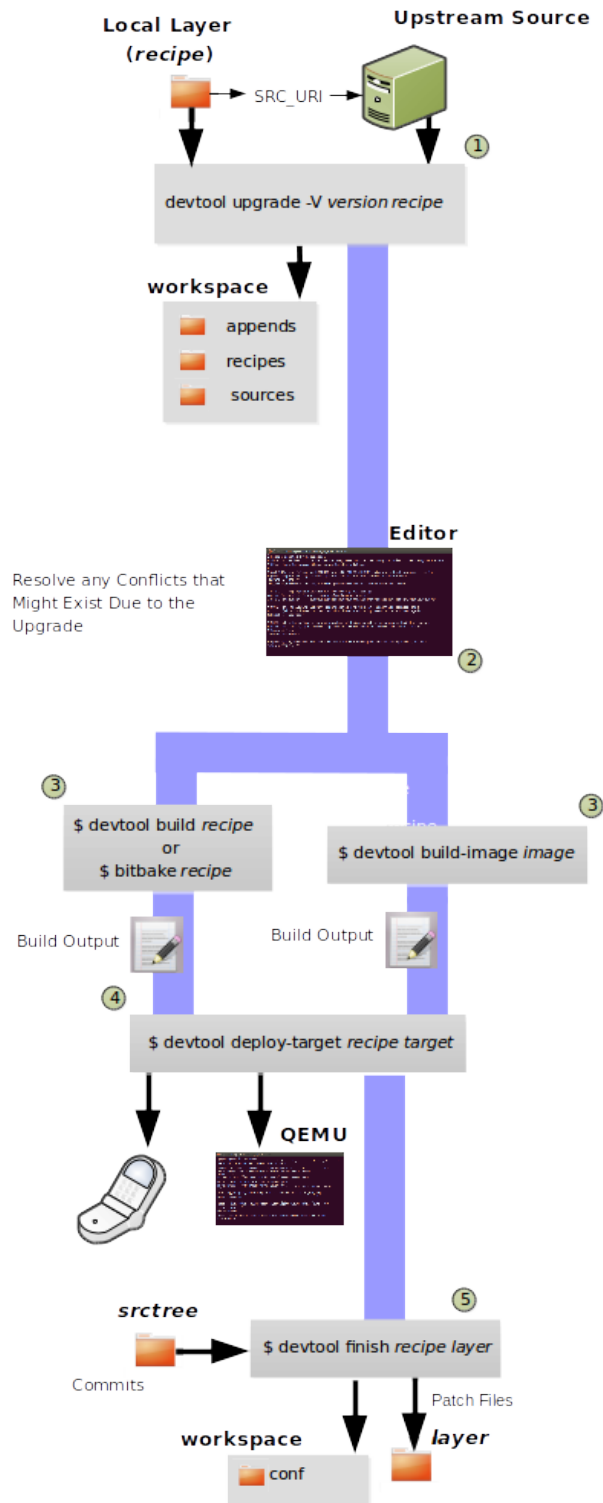 Local Layer
(recipe)
Upstream Source
SRC_URI
1
devtool upgrade -V version recipe
workspace
appends
recipes
sources
Editor
Resolve any Conflicts that
Might Exist Due to the
Upgrade
2
3
$ devtool build recipe
or
$ bitbake recipe
3
$ devtool build-image image
Build Output
Build Output
4
$ devtool deploy-target recipe target
QEMU
5
srctree
$ devtool finish recipe layer
Commits
Patch Files
workspace
layer
conf